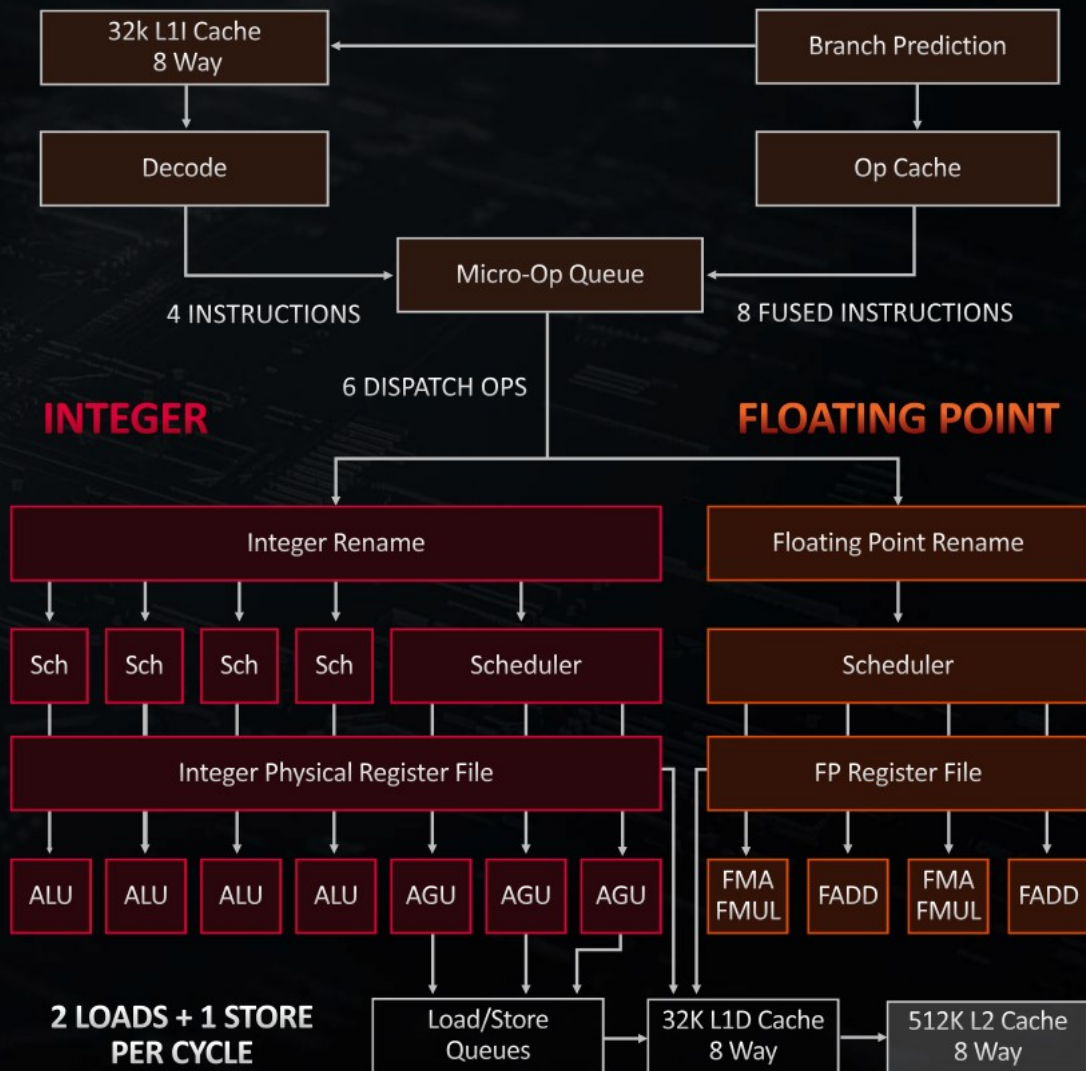 32k L1I Cache
8 Way
Branch Prediction
Decode
Op Cache
Micro-Op Queue
4 INSTRUCTIONS
8 FUSED INSTRUCTIONS
6 DISPATCH OPS
INTEGER
FLOATING POINT
Integer Rename
Floating Point Rename
Sch
Sch
Sch
Sch
Scheduler
Scheduler
Integer Physical Register File
FP Register File
ALU
ALU
ALU
ALU
AGU
AGU
AGU
FMA
FMUL
FADD
FMA
FMUL
FADD
2 LOADS + 1 STORE
PER CYCLE
Load/Store
Queues
32K L1D Cache
8 Way
512K L2 Cache
8 Way